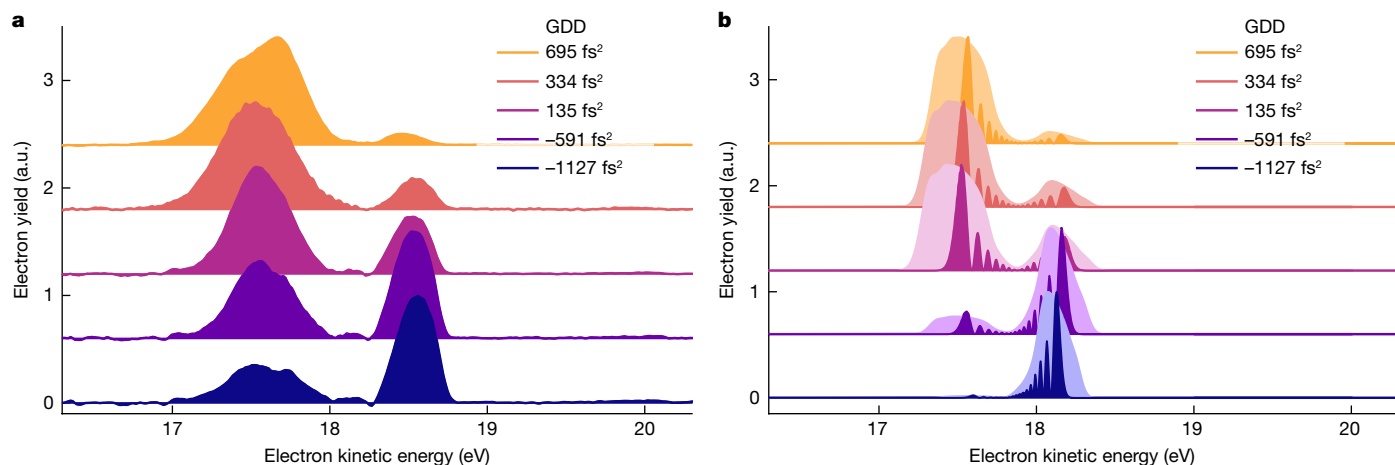 a
GDD
695 fs²
334 fs²
135 fs²
–591 fs²
–1127 fs²
3
2
1
0
Electron yield (a.u.)
17 18 19 20
Electron kinetic energy (eV)
b
GDD
695 fs²
334 fs²
135 fs²
–591 fs²
–1127 fs²
3
2
1
0
Electron yield (a.u.)
17 18 19 20
Electron kinetic energy (eV)